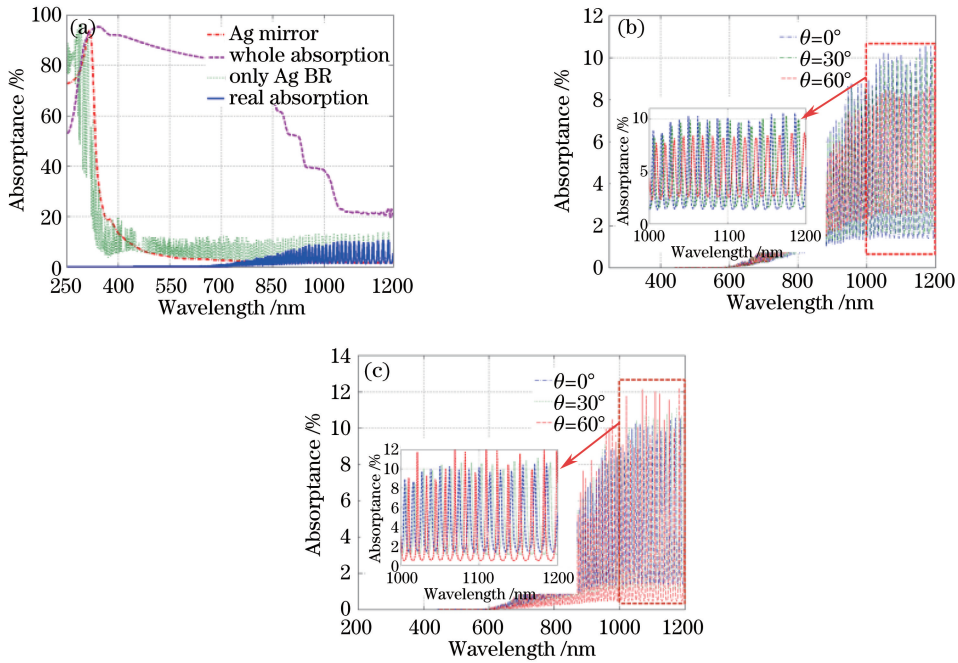 (a)
Ag mirror
whole absorption
only Ag BR
real absorption
Absorptance /%
100
80
60
40
20
0
250 400 550 700 850 1000 1200
Wavelength /nm
(b)
θ=0°
θ=30°
θ=60°
Absorptance /%
12
10
8
6
4
2
0
200 400 600 800 1000 1200
Wavelength /nm
Absorptance /%
10
5
0
1000 1100 1200
Wavelength /nm
(c)
θ=0°
θ=30°
θ=60°
Absorptance /%
14
12
10
8
6
4
2
0
200 400 600 800 1000 1200
Wavelength /nm
Absorptance /%
12
10
8
6
4
2
0
1000 1100 1200
Wavelength /nm